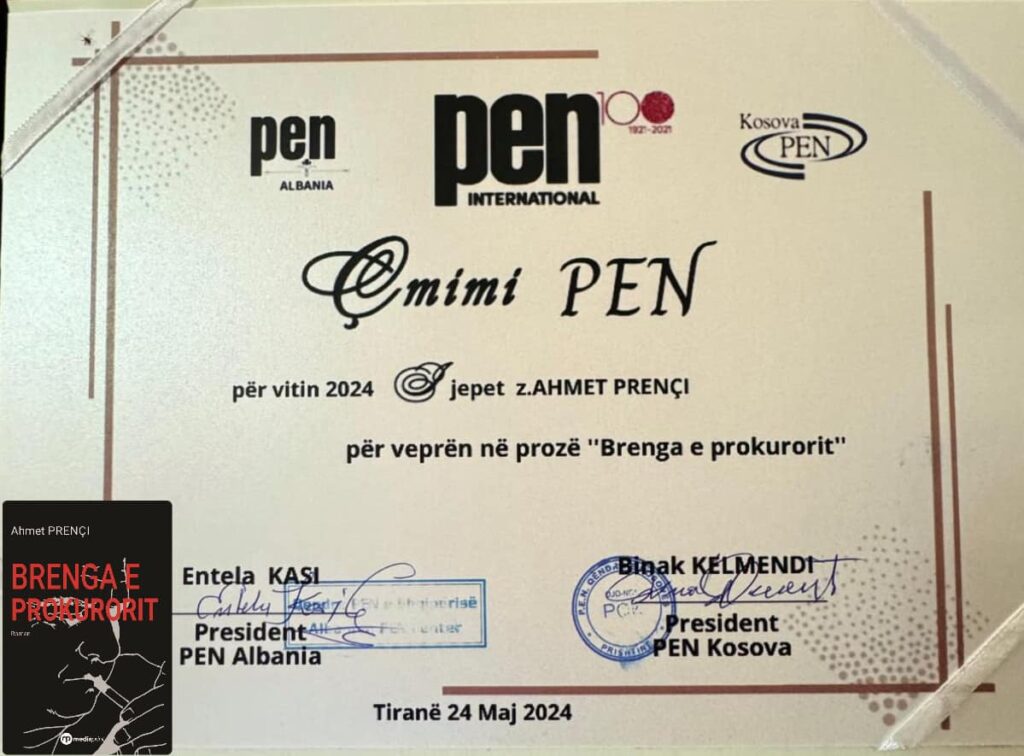 pen
ALBANIA
pen 100
1921-2021
INTERNATIONAL
Kosova
PEN
Çmimi PEN
për vitin 2024 I jepet z.AHMET PRENÇI
për veprën në prozë "Brenga e prokurorit"
Ahmet PRENÇI
BRENGA E
PROKURORIT
Roman
Entela KASI
President
PEN Albania
Binak KELMENDI
President
PEN Kosova
PRISHTINË
Tiranë 24 Maj 2024